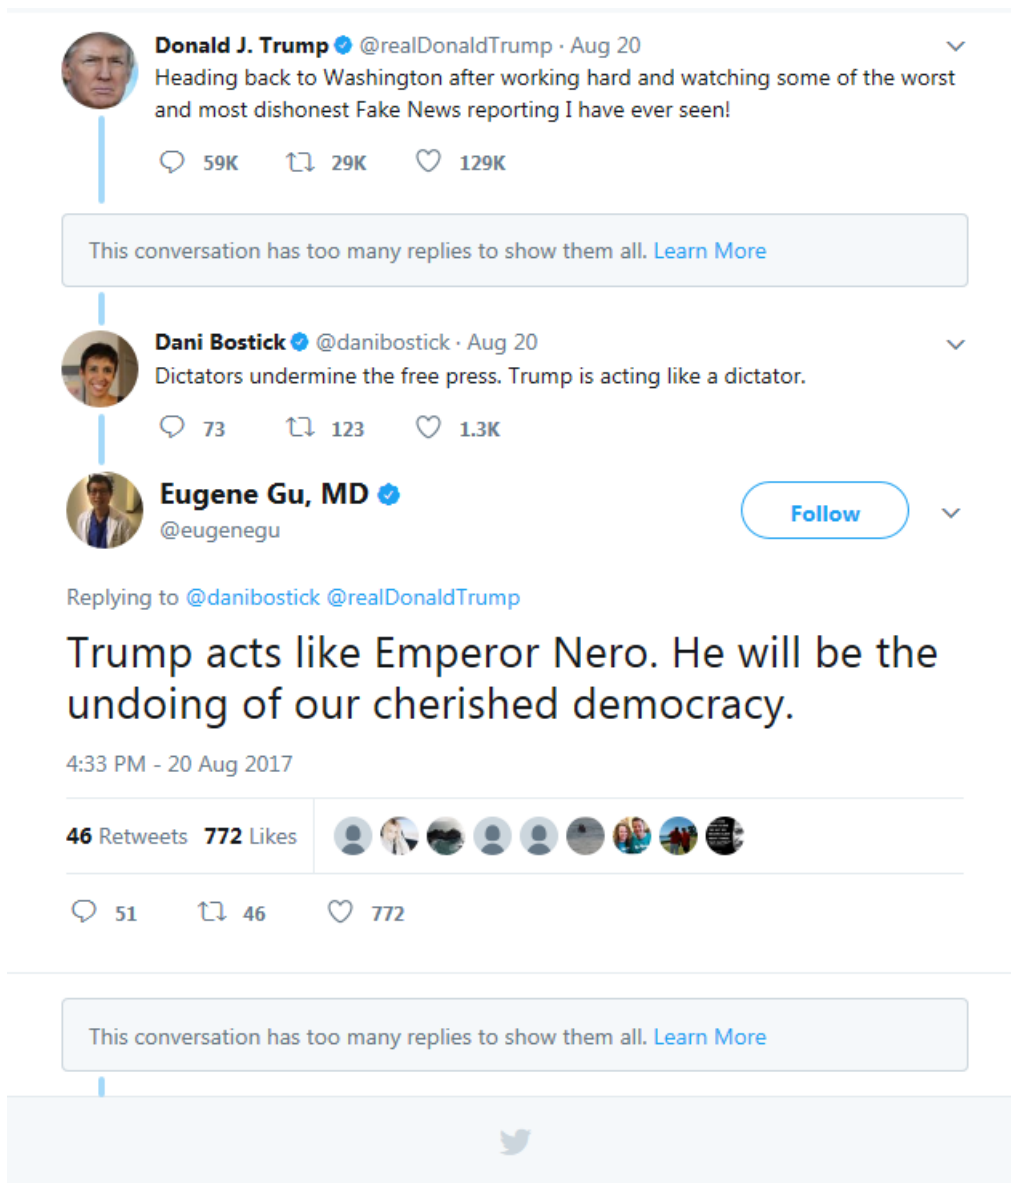 Donald J. Trump @realDonaldTrump · Aug 20
Heading back to Washington after working hard and watching some of the worst
and most dishonest Fake News reporting I have ever seen!
59K 29K 129K
This conversation has too many replies to show them all. Learn More
Dani Bostick @danibostick · Aug 20
Dictators undermine the free press. Trump is acting like a dictator.
73 123 1.3K
Eugene Gu, MD
@eugenegu
Follow
Replying to @danibostick @realDonaldTrump
Trump acts like Emperor Nero. He will be the
undoing of our cherished democracy.
4:33 PM - 20 Aug 2017
46 Retweets 772 Likes
51 46 772
This conversation has too many replies to show them all. Learn More